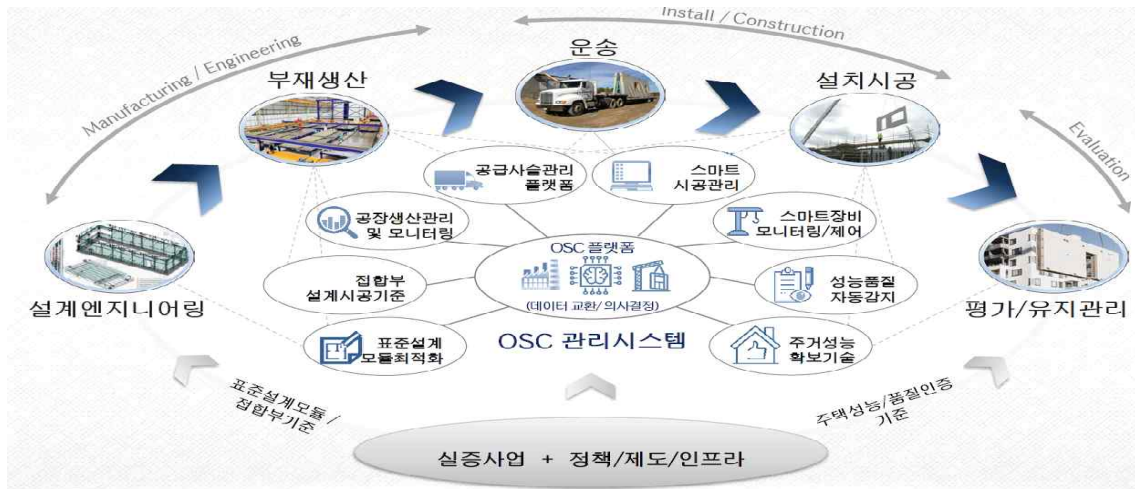 Install / Construction
Manufacturing / Engineering
Evaluation
운송
부재생산
설치시공
설계엔지니어링
평가/유지관리
공급사슬관리
플랫폼
스마트
시공관리
공장생산관리
및 모니터링
스마트장비
모니터링/제어
OSC 플랫폼
(데이터 교환/의사결정)
집합부
설계시공기준
성능품질
자동감지
OSC 관리시스템
표준설계
모듈최적화
주거성능
확보기술
표준설계모듈/
접합부기준
주택성능/품질인증
기준
실증사업 + 정책/제도/인프라